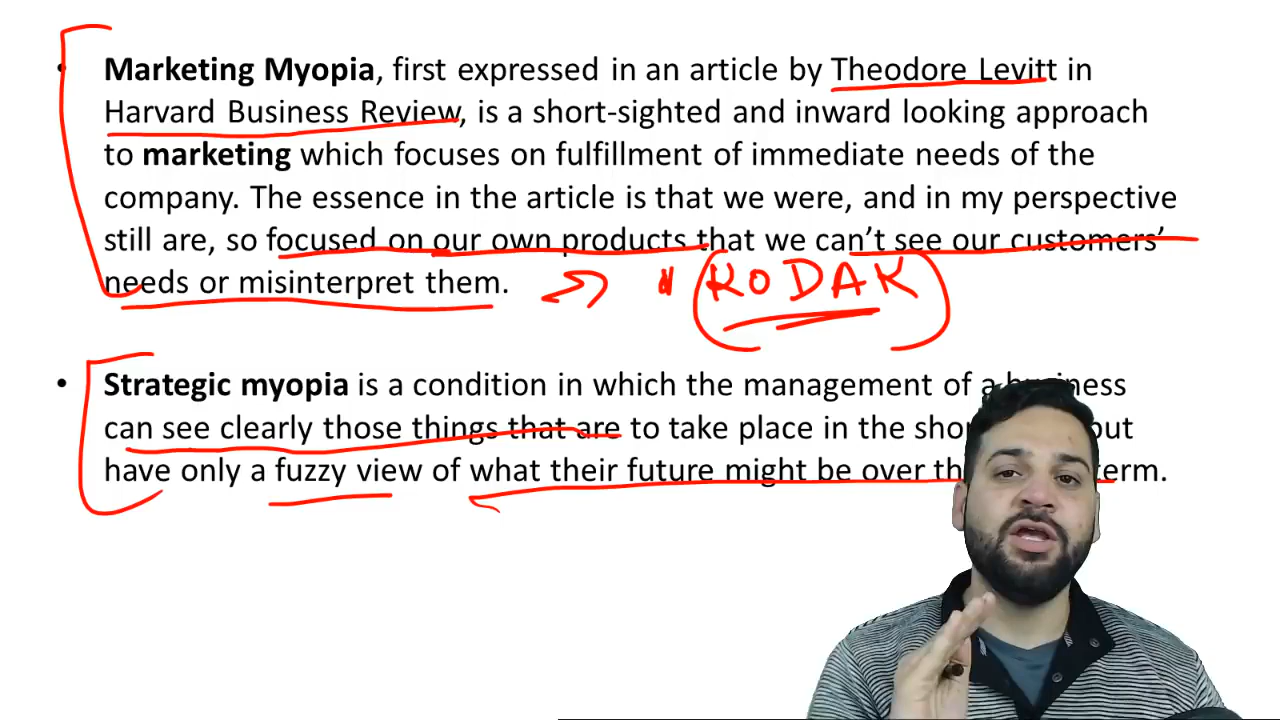 • Marketing Myopia, first expressed in an article by Theodore Levitt in
Harvard Business Review, is a short-sighted and inward looking approach
to marketing which focuses on fulfillment of immediate needs of the
company. The essence in the article is that we were, and in my perspective
still are, so focused on our own products that we can't see our customers’
needs or misinterpret them.
KODAK
• Strategic myopia is a condition in which the management of a business
can see clearly those things that are to take place in the but
have only a fuzzy view of what their future might be over term.